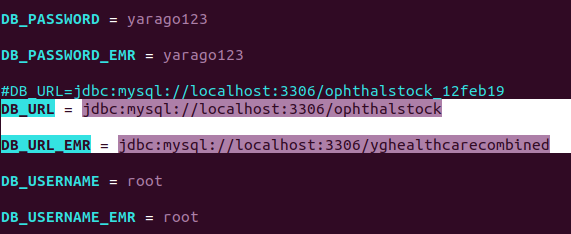 DB_PASSWORD = yarago123
DB_PASSWORD_EMR = yarago123
#DB_URL=jdbc:mysql://localhost:3306/ophthalstock_12feb19
DB_URL = jdbc:mysql://localhost:3306/ophthalstock
DB_URL_EMR = jdbc:mysql://localhost:3306/yghealthcarecombined
DB_USERNAME = root
DB_USERNAME_EMR = root